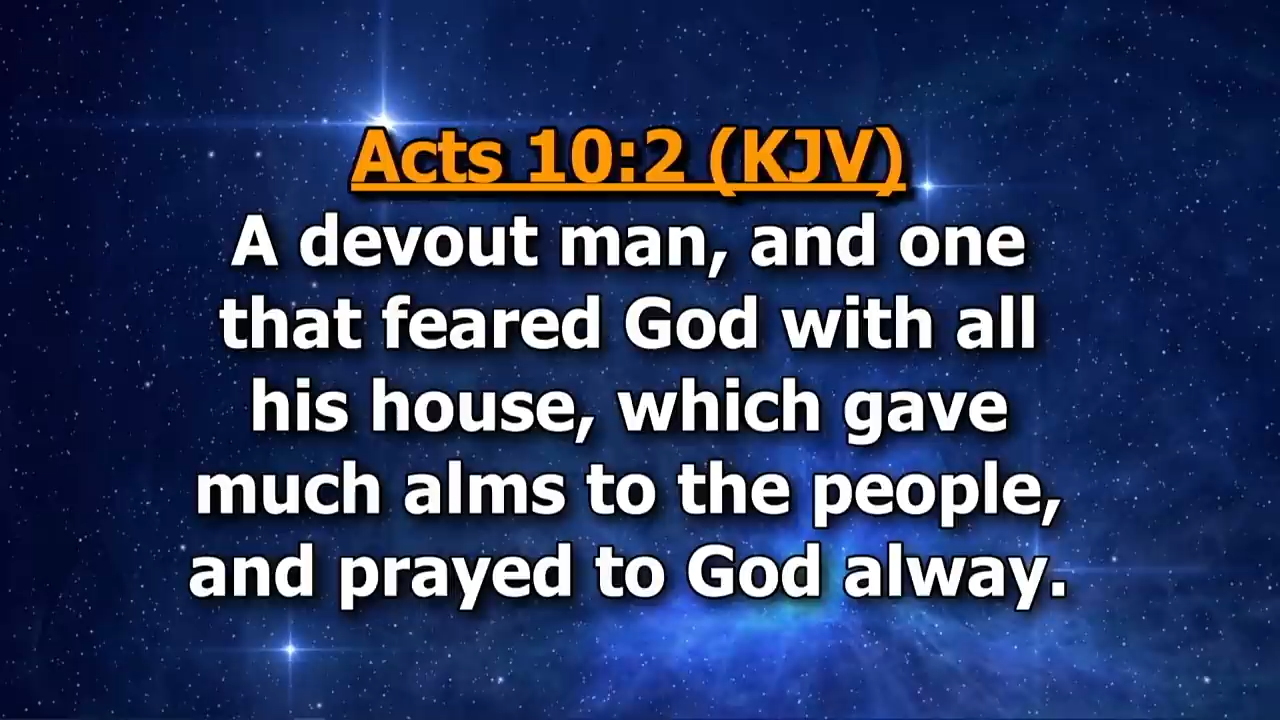 Acts 10:2 (KJV)
A devout man, and one
that feared God with all
his house, which gave
much alms to the people,
and prayed to God alway.